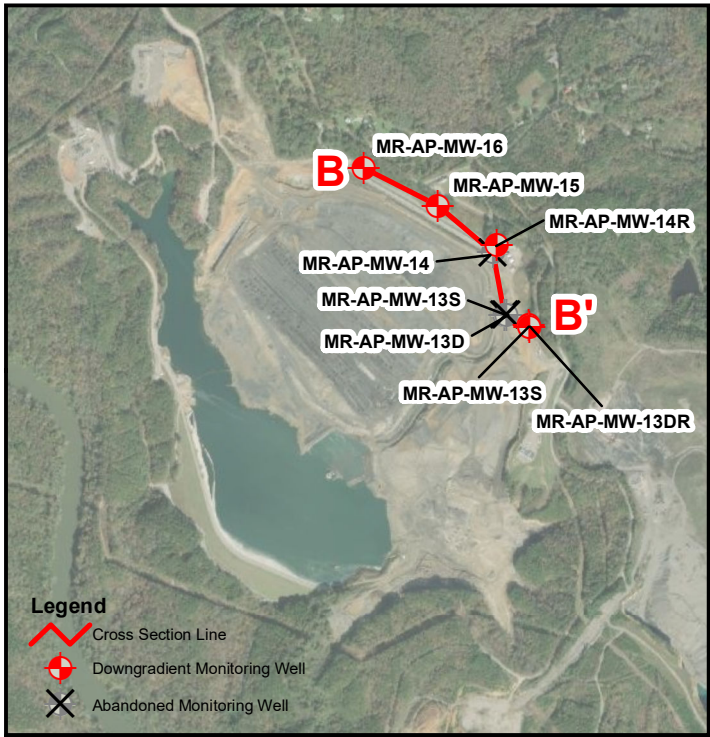 MR-AP-MW-16
B
MR-AP-MW-15
MR-AP-MW-14R
MR-AP-MW-14
MR-AP-MW-13S
B'
MR-AP-MW-13D
MR-AP-MW-13S
MR-AP-MW-13DR
Legend
Cross Section Line
Downgradient Monitoring Well
Abandoned Monitoring Well